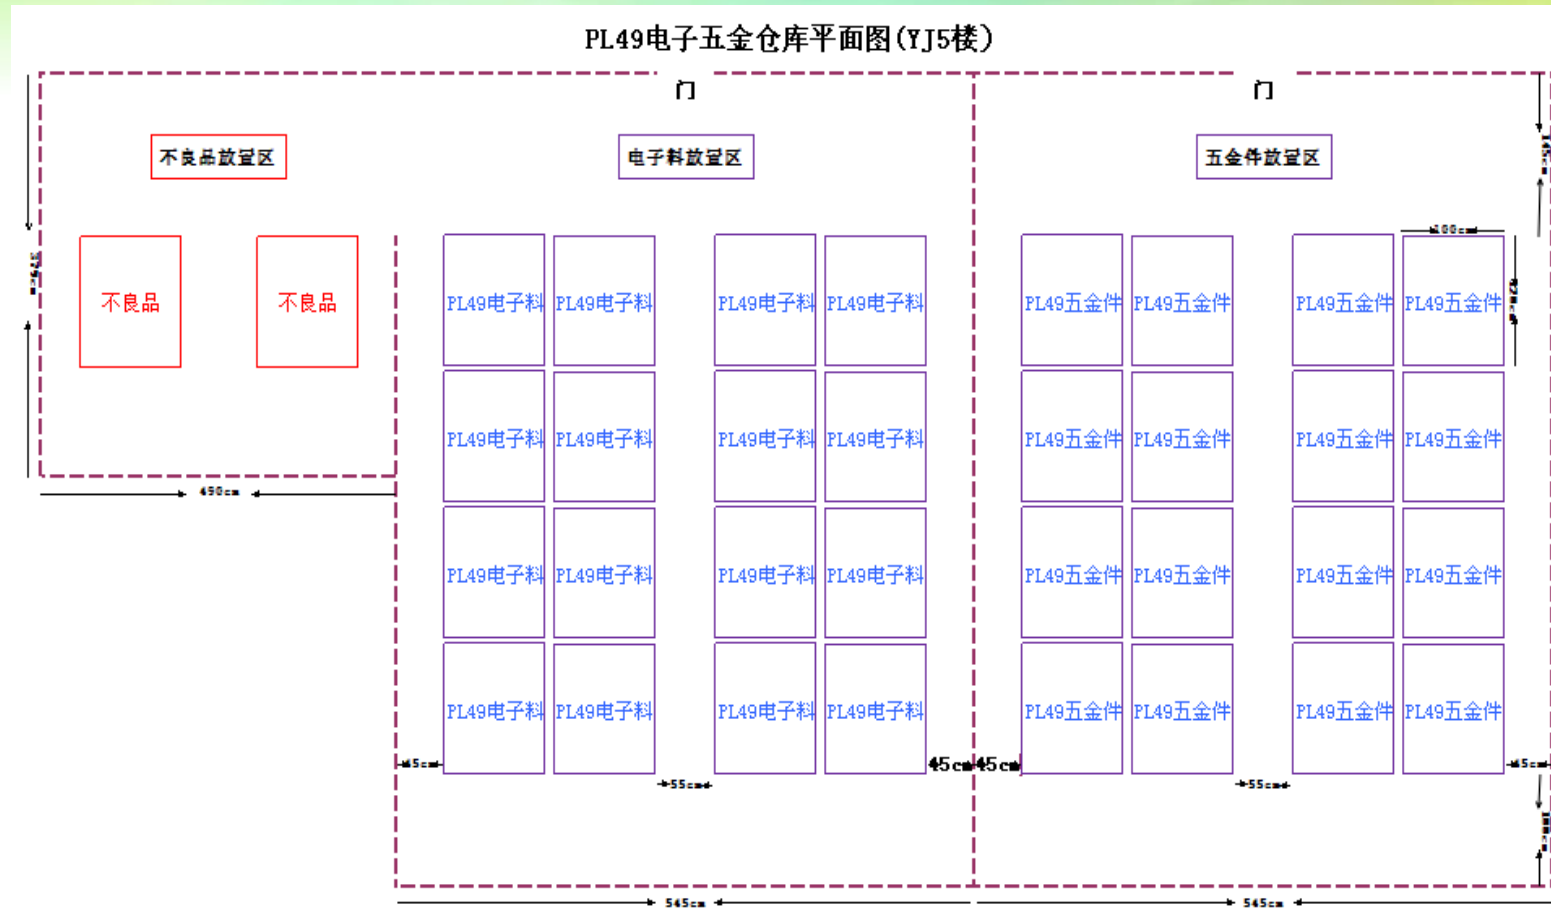 PL49电子五金仓库平面图(YJ5楼)
门 门
不良品放置区 电子料放置区 五金件放置区
100cm
不良品 不良品 PL49电子料 PL49电子料 PL49电子料 PL49电子料 PL49五金件 PL49五金件 PL49五金件 PL49五金件
PL49电子料 PL49电子料 PL49电子料 PL49电子料 PL49五金件 PL49五金件 PL49五金件 PL49五金件
490cm
PL49电子料 PL49电子料 PL49电子料 PL49电子料 PL49五金件 PL49五金件 PL49五金件 PL49五金件
PL49电子料 PL49电子料 PL49电子料 PL49电子料 PL49五金件 PL49五金件 PL49五金件 PL49五金件
45cm 45cm 45cm 45cm
55cm 55cm
545cm 545cm